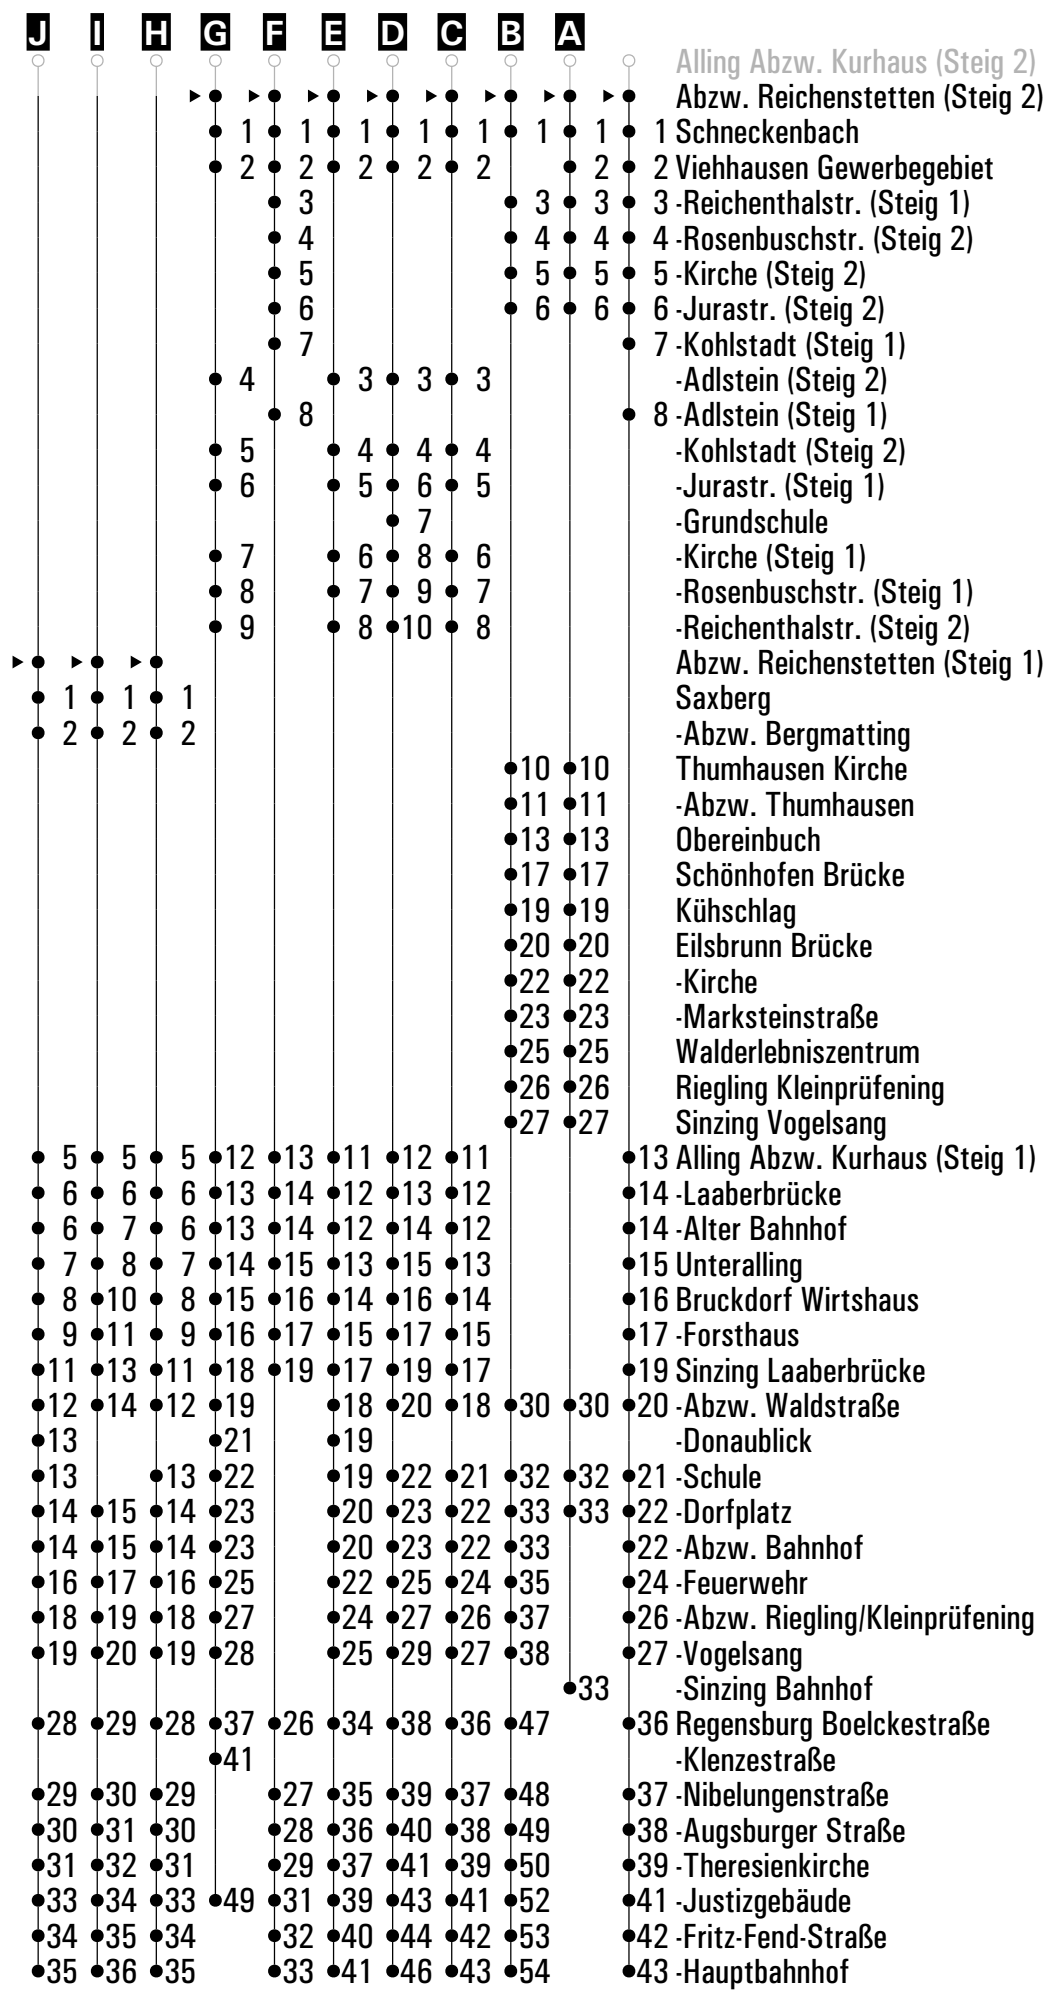 J I H G F E D C B A
Alling Abzw. Kurhaus (Steig 2)
Abzw. Reichenstetten (Steig 2)
1 1 1 1 1 1 1 1 Schneckenbach
2 2 2 2 2 2 2 Viehhausen Gewerbegebiet
3 3 3 3 -Reichenthalstr. (Steig 1)
4 4 4 4 -Rosenbuschstr. (Steig 2)
5 5 5 5 -Kirche (Steig 2)
6 6 6 6 -Jurastr. (Steig 2)
7 7 -Kohlstadt (Steig 1)
4 3 3 3 -Adlstein (Steig 2)
8 8 -Adlstein (Steig 1)
5 4 4 4 -Kohlstadt (Steig 2)
6 5 6 5 -Jurastr. (Steig 1)
7 -Grundschule
7 6 8 6 -Kirche (Steig 1)
8 7 9 7 -Rosenbuschstr. (Steig 1)
9 8 10 8 -Reichenthalstr. (Steig 2)
Abzw. Reichenstetten (Steig 1)
1 1 1 Saxberg
2 2 2 -Abzw. Bergmatting
10 10 Thumhausen Kirche
11 11 -Abzw. Thumhausen
13 13 Obereinbuch
17 17 Schönhofen Brücke
19 19 Kühschlag
20 20 Eilsbrunn Brücke
22 22 -Kirche
23 23 -Marksteinstraße
25 25 Walderlebniszentrum
26 26 Riegling Kleinprüfening
27 27 Sinzing Vogelsang
5 5 5 12 13 11 12 11 13 Alling Abzw. Kurhaus (Steig 1)
6 6 6 13 14 12 13 12 14 -Laaberbrücke
6 7 6 13 14 12 14 12 14 -Alter Bahnhof
7 8 7 14 15 13 15 13 15 Unteralling
8 10 8 15 16 14 16 14 16 Bruckdorf Wirtshaus
9 11 9 16 17 15 17 15 17 -Forsthaus
11 13 11 18 19 17 19 17 19 Sinzing Laaberbrücke
12 14 12 19 18 20 18 30 30 20 -Abzw. Waldstraße
13 21 19 -Donaublick
13 13 22 19 22 21 32 32 21 -Schule
14 15 14 23 20 23 22 33 33 22 -Dorfplatz
14 15 14 23 20 23 22 33 22 -Abzw. Bahnhof
16 17 16 25 22 25 24 35 24 -Feuerwehr
18 19 18 27 24 27 26 37 26 -Abzw. Riegling/Kleinprüfening
19 20 19 28 25 29 27 38 27 -Vogelsang
33 -Sinzing Bahnhof
28 29 28 37 26 34 38 36 47 36 Regensburg Boelckestraße
41 -Klenzestraße
29 30 29 27 35 39 37 48 37 -Nibelungenstraße
30 31 30 28 36 40 38 49 38 -Augsburger Straße
31 32 31 29 37 41 39 50 39 -Theresienkirche
33 34 33 49 31 39 43 41 52 41 -Justizgebäude
34 35 34 32 40 44 42 53 42 -Fritz-Fend-Straße
35 36 35 33 41 46 43 54 43 -Hauptbahnhof